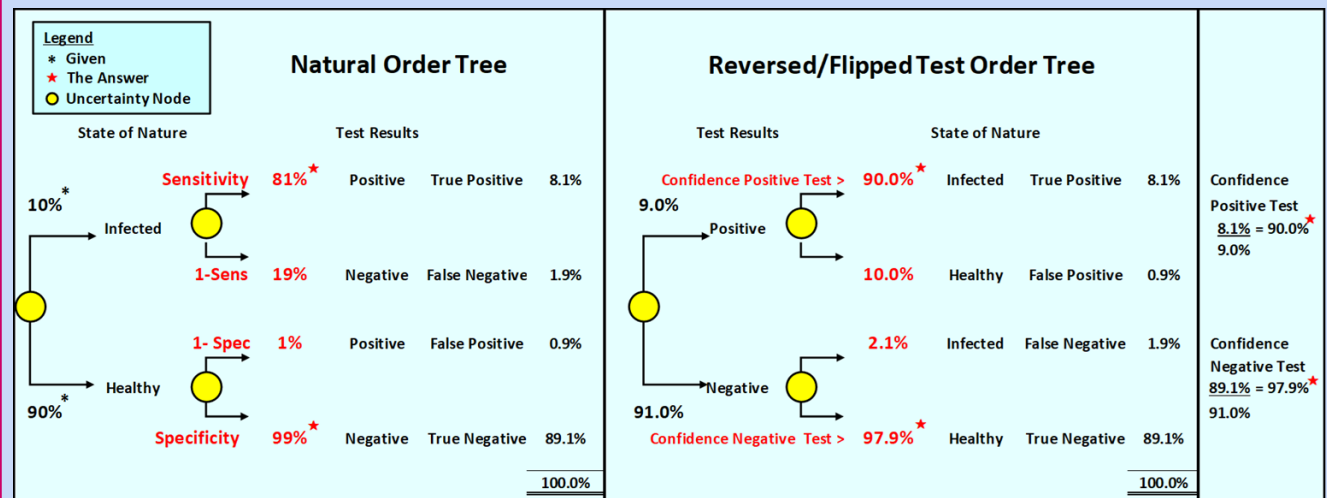 Legend
* Given
★ The Answer
Uncertainty Node
Natural Order Tree
State of Nature Test Results
Sensitivity 81%★ Positive True Positive 8.1%
10%*
Infected
1-Sens 19% Negative False Negative 1.9%
1- Spec 1% Positive False Positive 0.9%
Healthy
90%*
Specificity 99%★ Negative True Negative 89.1%
100.0%
Reversed/Flipped Test Order Tree
Test Results State of Nature
Confidence Positive Test > 90.0%★ Infected True Positive 8.1%
9.0%
Positive
10.0% Healthy False Positive 0.9%
2.1% Infected False Negative 1.9%
Negative
91.0%
Confidence Negative Test > 97.9%★ Healthy True Negative 89.1%
100.0%
Confidence
Positive Test
8.1% = 90.0%★
9.0%
Confidence
Negative Test
89.1% = 97.9%★
91.0%